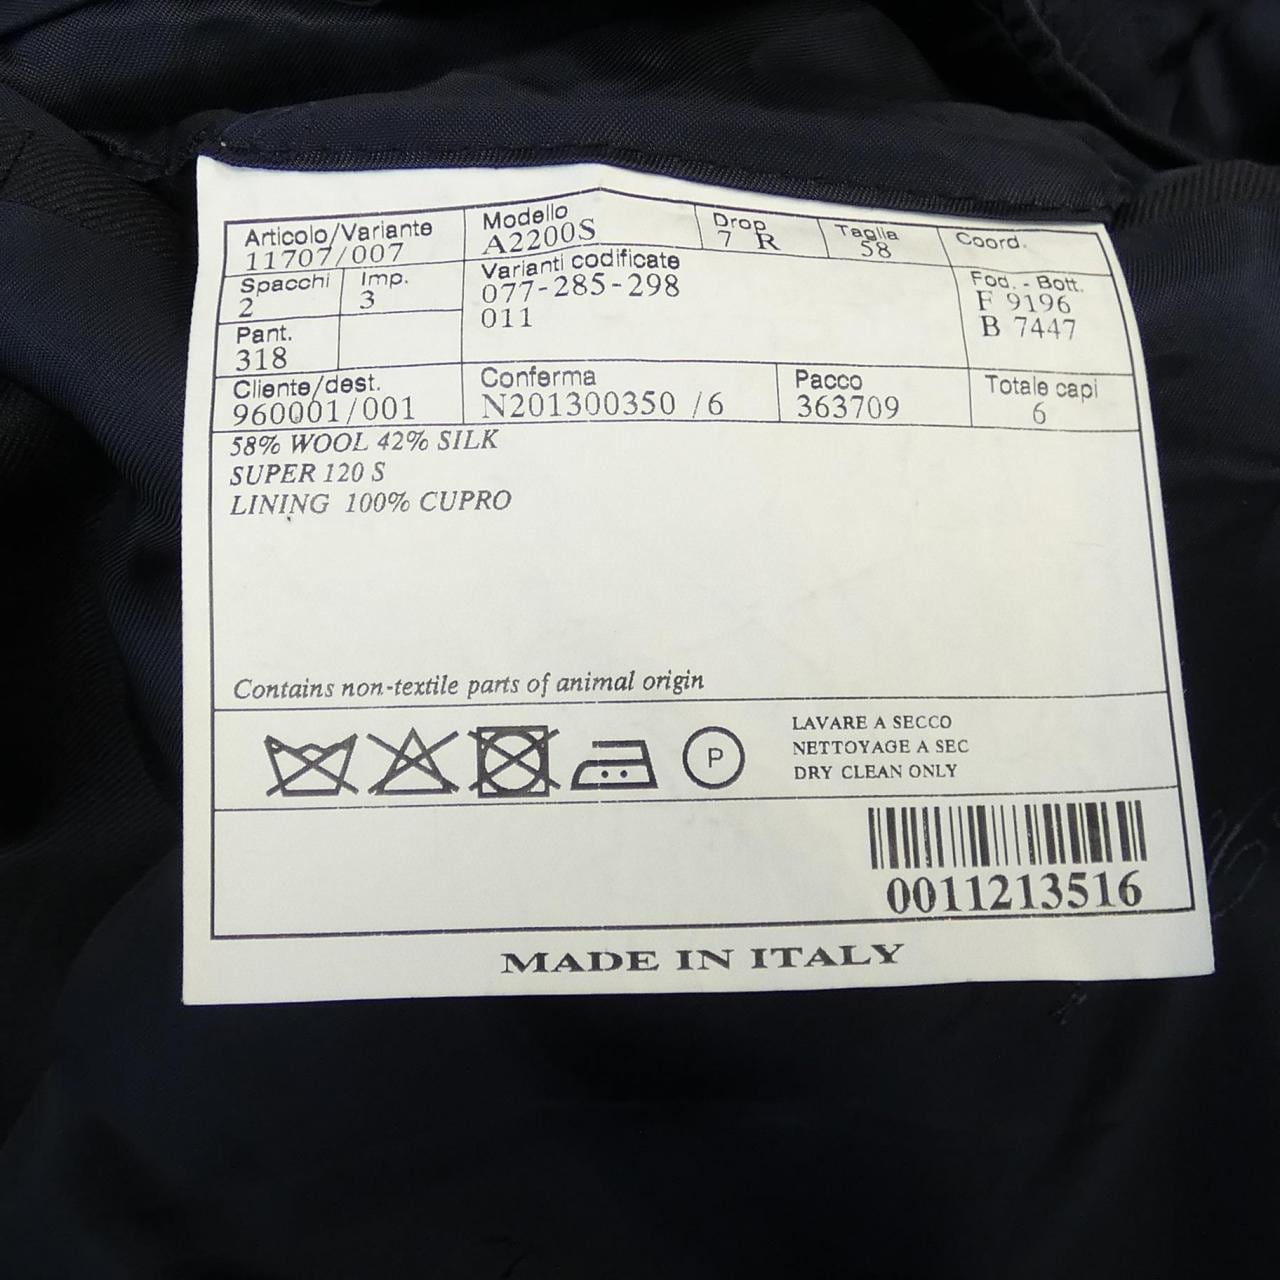 Articolo/Variante
11707/007
Modello
A2200S
Drop
7 R
Taglia
58
Coord.
Spacchi
2
Imp.
3
Varianti codificate
077-285-298
011
Fod. - Bott.
F 9196
B 7447
Pant.
318
Cliente/dest.
960001/001
Conferma
N201300350 /6
Pacco
363709
Totale capi
6
58% WOOL 42% SILK
SUPER 120 S
LINING 100% CUPRO
Contains non-textile parts of animal origin
P
LAVARE A SECCO
NETTOYAGE A SEC
DRY CLEAN ONLY
0011213516
MADE IN ITALY